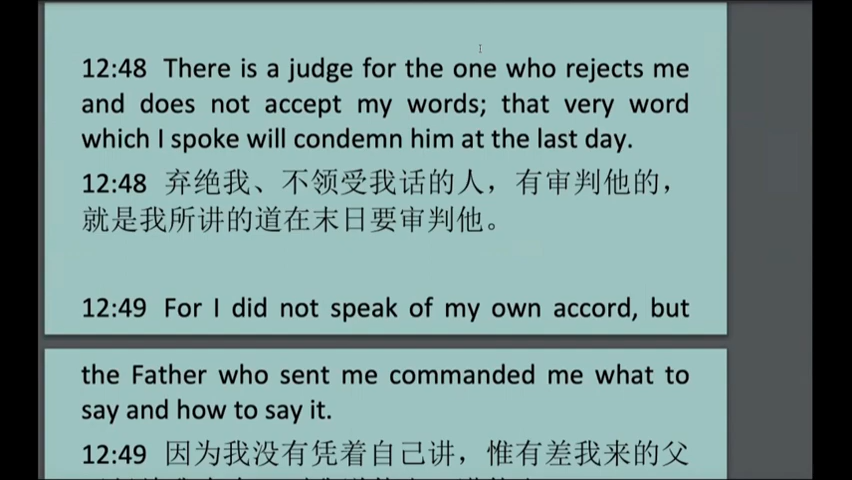 12:48 There is a judge for the one who rejects me
and does not accept my words; that very word
which I spoke will condemn him at the last day.
12:48 弃绝我、不领受我话的人，有审判他的，
就是我所讲的道在末日要审判他。
12:49 For I did not speak of my own accord, but
the Father who sent me commanded me what to
say and how to say it.
12:49 因为我没有凭着自己讲，惟有差我来的父